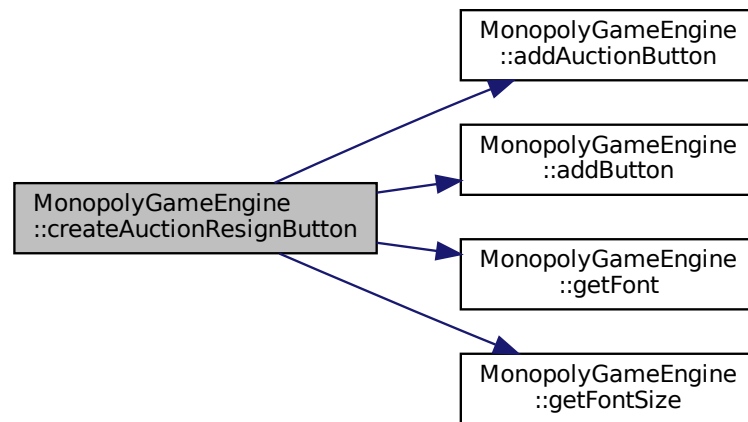 MonopolyGameEngine
::addAuctionButton
MonopolyGameEngine
::addButton
MonopolyGameEngine
::createAuctionResignButton
MonopolyGameEngine
::getFont
MonopolyGameEngine
::getFontSize